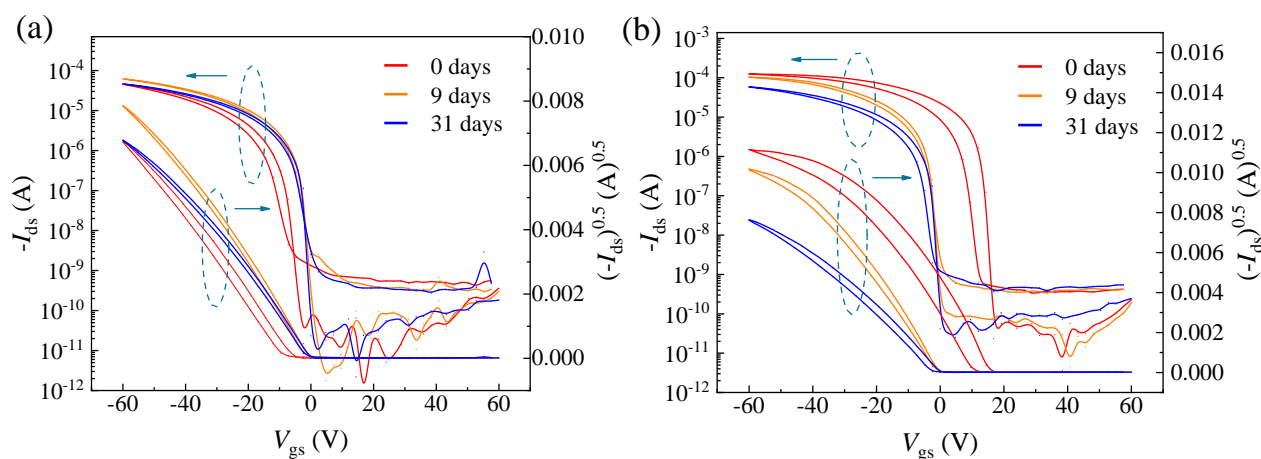 (a)
-I_ds (A)
10^-4
10^-5
10^-6
10^-7
10^-8
10^-9
10^-10
10^-11
10^-12
-60 -40 -20 0 20 40 60
V_gs (V)
0 days
9 days
31 days
0.010
0.008
0.006
0.004
0.002
0.000
(-I_ds)^0.5 (A)^0.5
(b)
-I_ds (A)
10^-3
10^-4
10^-5
10^-6
10^-7
10^-8
10^-9
10^-10
10^-11
10^-12
-60 -40 -20 0 20 40 60
V_gs (V)
0 days
9 days
31 days
0.016
0.014
0.012
0.010
0.008
0.006
0.004
0.002
0.000
(-I_ds)^0.5 (A)^0.5